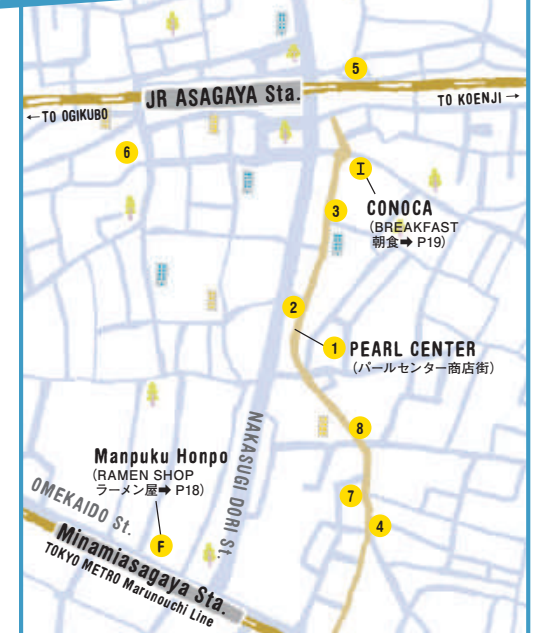 5
JR ASAGAYA Sta.
←TO OGIKUBO
TO KOENJI→
6
I
CONOCA
(BREAKFAST
朝食➡ P19)
3
2
1 PEARL CENTER
(パールセンター商店街)
8
NAKASUGI DORI St.
Manpuku Honpo
(RAMEN SHOP
ラーメン屋➡ P18)
7
OMEKAIDO St.
F
4
Minamiasagaya Sta.
TOKYO METRO Marunouchi Line